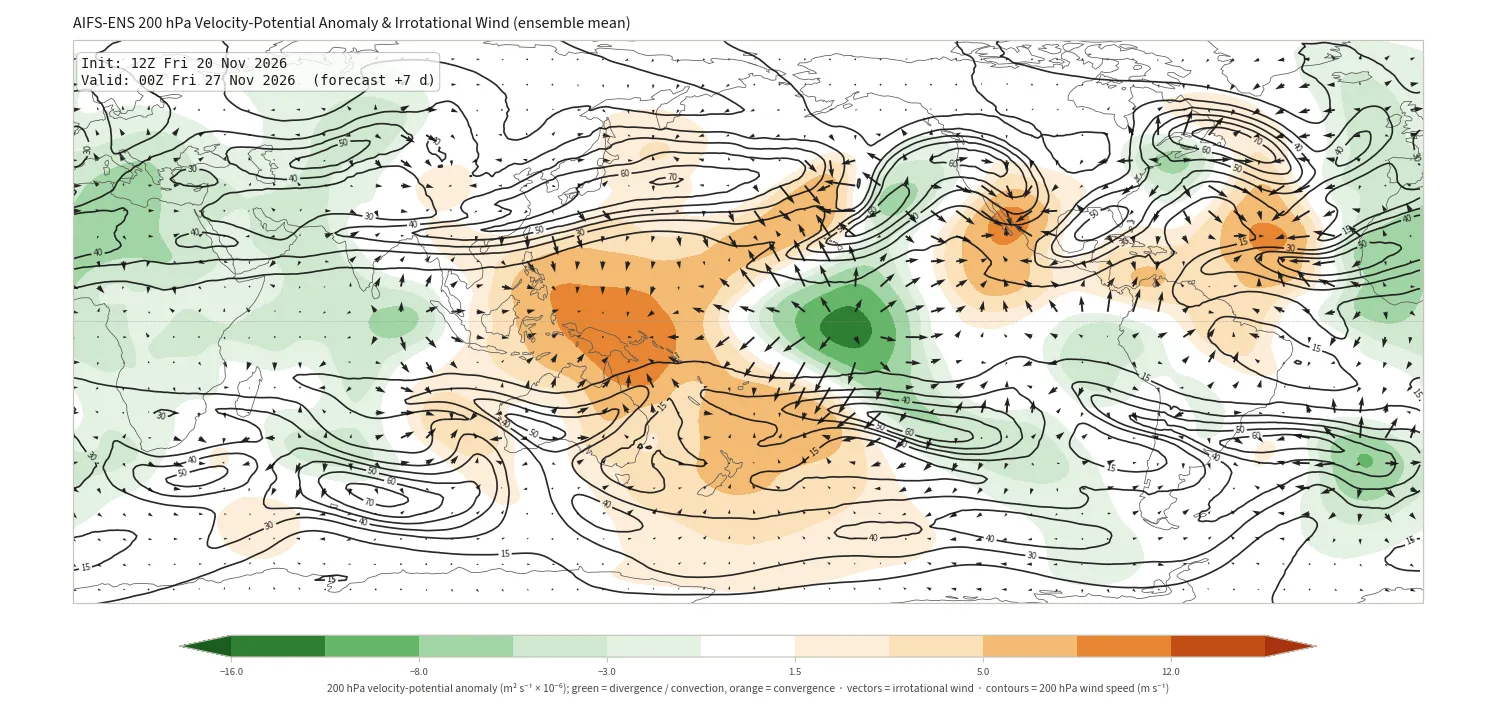 AIFS-ENS 200 hPa Velocity-Potential Anomaly & Irrotational Wind (ensemble mean)
Init: 12Z Fri 20 Nov 2026
Valid: 00Z Fri 27 Nov 2026 (forecast +7 d)
−16.0 −8.0 −3.0 1.5 5.0 12.0
200 hPa velocity-potential anomaly (m² s⁻¹ × 10⁻⁶); green = divergence / convection, orange = convergence · vectors = irrotational wind · contours = 200 hPa wind speed (m s⁻¹)